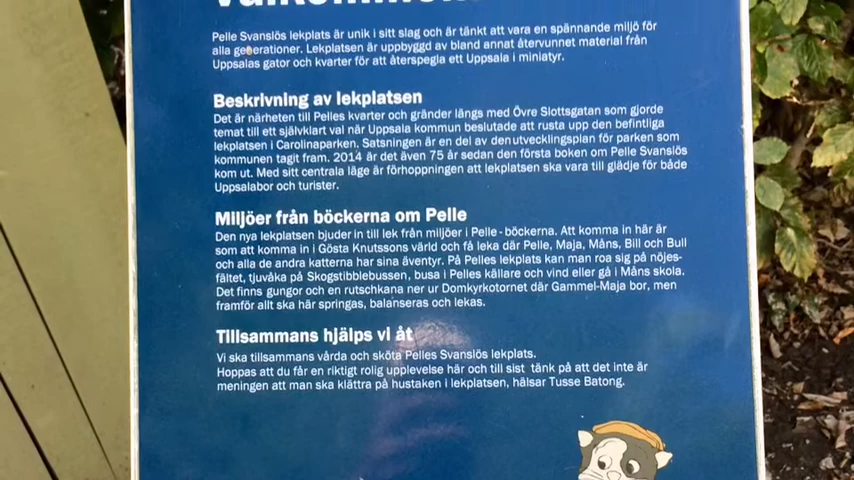 Pelle Svanslös lekplats är unik i sitt slag och är tänkt att vara en spännande miljö för
alla generationer. Lekplatsen är uppbyggd av bland annat återvunnet material från
Uppsalas gator och kvarter för att återspegla ett Uppsala i miniatyr.
Beskrivning av lekplatsen
Det är närheten till Pelles kvarter och gränder längs med Övre Slottsgatan som gjorde
temat till ett självklart val när Uppsala kommun beslutade att rusta upp den befintliga
lekplatsen i Carolinaparken. Satsningen är en del av den utvecklingsplan för parken som
kommunen tagit fram. 2014 är det även 75 år sedan den första boken om Pelle Svanslös
kom ut. Med sitt centrala läge är förhoppningen att lekplatsen ska vara till glädje för både
Uppsalabor och turister.
Miljöer från böckerna om Pelle
Den nya lekplatsen bjuder in till lek från miljöer i Pelle - böckerna. Att komma in här är
som att komma in i Gösta Knutssons värld och få leka där Pelle, Maja, Måns, Bill och Bull
och alla de andra katterna har sina äventyr. På Pelles lekplats kan man roa sig på nöjes-
fältet, tjuvåka på Skogstibblebussen, busa i Pelles källare och vind eller gå i Måns skola.
Det finns gungor och en rutschkana ner ur Domkyrkotornet där Gammel-Maja bor, men
framför allt ska här springas, balanseras och lekas.
Tillsammans hjälps vi åt
Vi ska tillsammans vårda och sköta Pelles Svanslös lekplats.
Hoppas att du får en riktigt rolig upplevelse här och till sist tänk på att det inte är
meningen att man ska klättra på hustaken i lekplatsen, hälsar Tusse Batong.